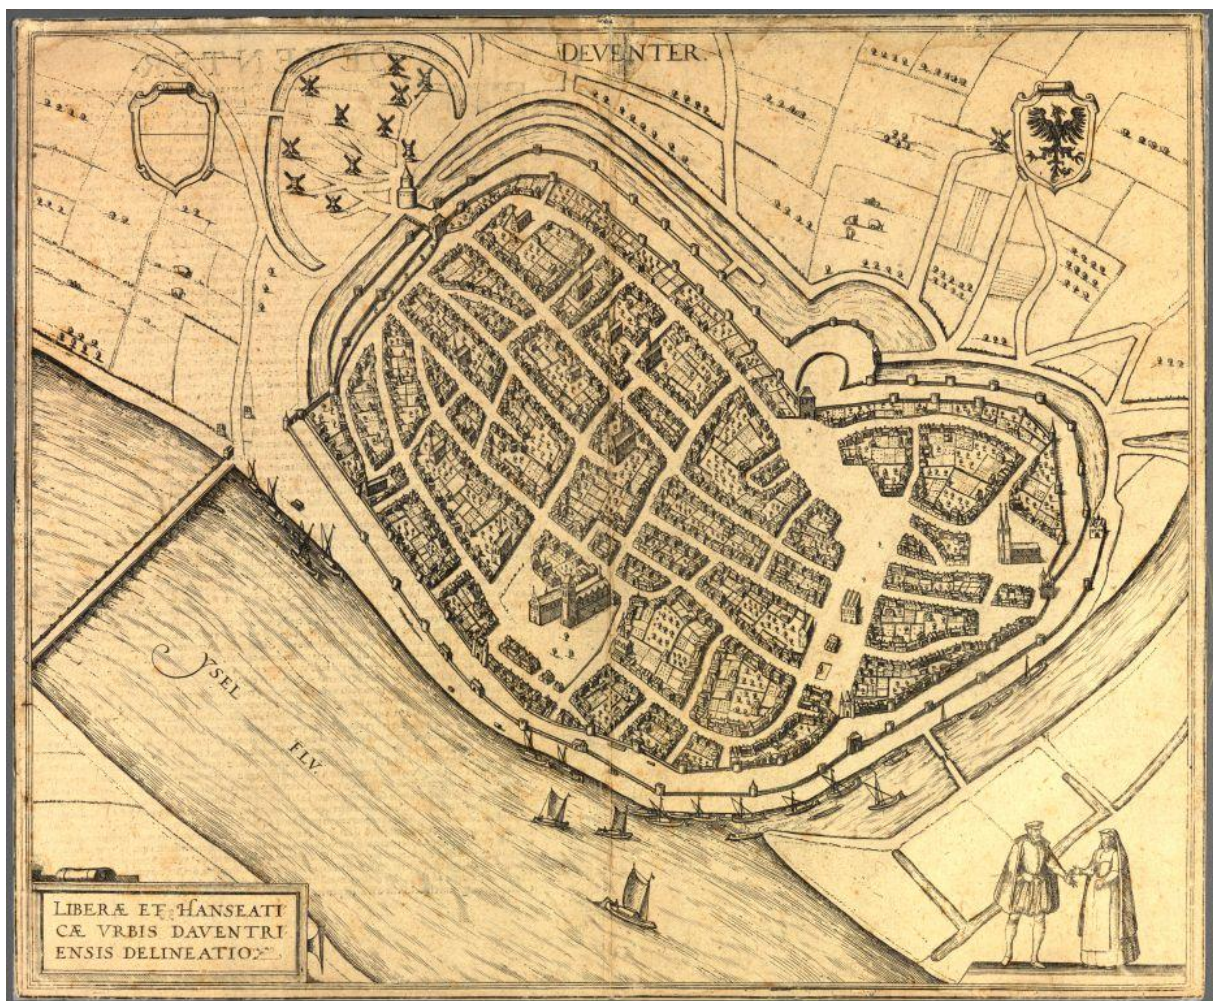 DEVENTER.
YSEL
FLV.
LIBERÆ ET HANSEATI
CÆ VRBIS DAVENTRI
ENSIS DELINEATIO